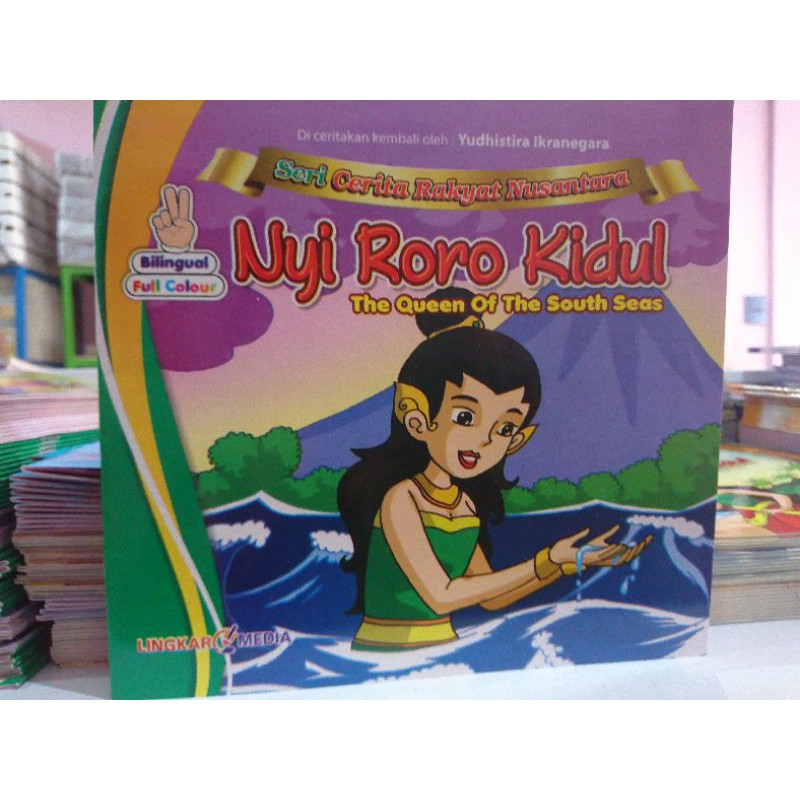 Di ceritakan kembali oleh : Yudhistira Ikranegara
Seri Cerita Rakyat Nusantara
Nyi Roro Kidul
The Queen Of The South Seas
Bilingual
Full Colour
LINGKAR MEDIA